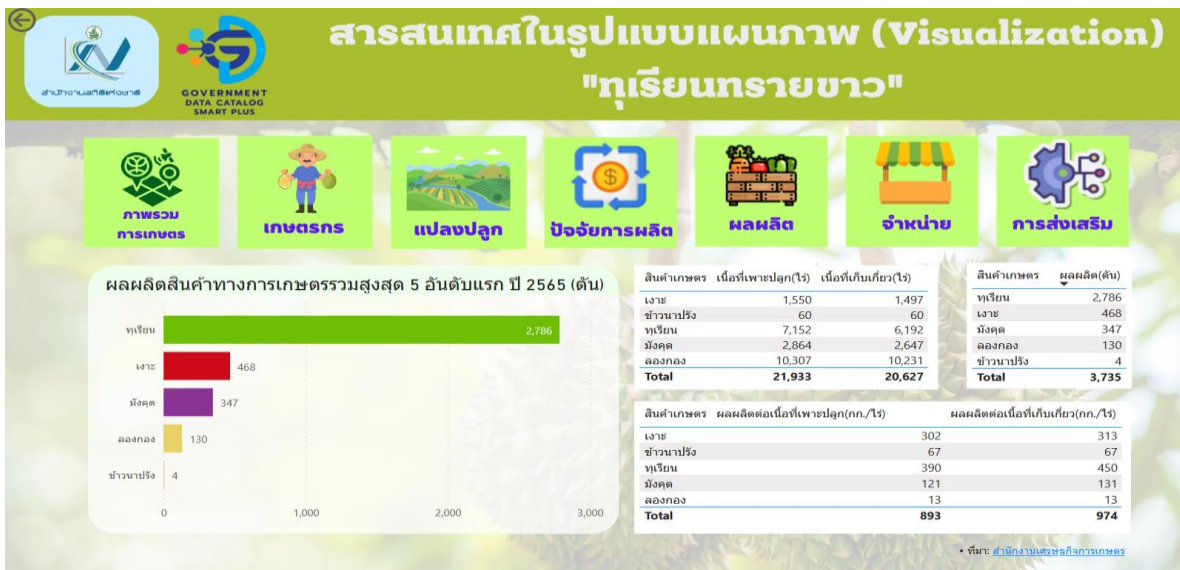 สารสนเทศในรูปแบบแผนภาพ (Visualization)
"ทุเรียนทรายขาว"
สำนักงานสถิติแห่งชาติ
GOVERNMENT
DATA CATALOG
SMART PLUS
ภาพรวม
การเกษตร
เกษตรกร
แปลงปลูก
ปัจจัยการผลิต
ผลผลิต
จำหน่าย
การส่งเสริม
ผลผลิตสินค้าทางการเกษตรรวมสูงสุด 5 อันดับแรก ปี 2565 (ตัน)
ทุเรียน 2,786
เงาะ 468
มังคุด 347
ลองกอง 130
ข้าวนาปรัง 4
0 1,000 2,000 3,000
สินค้าเกษตร เนื้อที่เพาะปลูก(ไร่) เนื้อที่เก็บเกี่ยว(ไร่)
เงาะ 1,550 1,497
ข้าวนาปรัง 60 60
ทุเรียน 7,152 6,192
มังคุด 2,864 2,647
ลองกอง 10,307 10,231
Total 21,933 20,627
สินค้าเกษตร ผลผลิต(ตัน)
ทุเรียน 2,786
เงาะ 468
มังคุด 347
ลองกอง 130
ข้าวนาปรัง 4
Total 3,735
สินค้าเกษตร ผลผลิตต่อเนื้อที่เพาะปลูก(กก./ไร่) ผลผลิตต่อเนื้อที่เก็บเกี่ยว(กก./ไร่)
เงาะ 302 313
ข้าวนาปรัง 67 67
ทุเรียน 390 450
มังคุด 121 131
ลองกอง 13 13
Total 893 974
• ที่มา: สำนักงานเศรษฐกิจการเกษตร